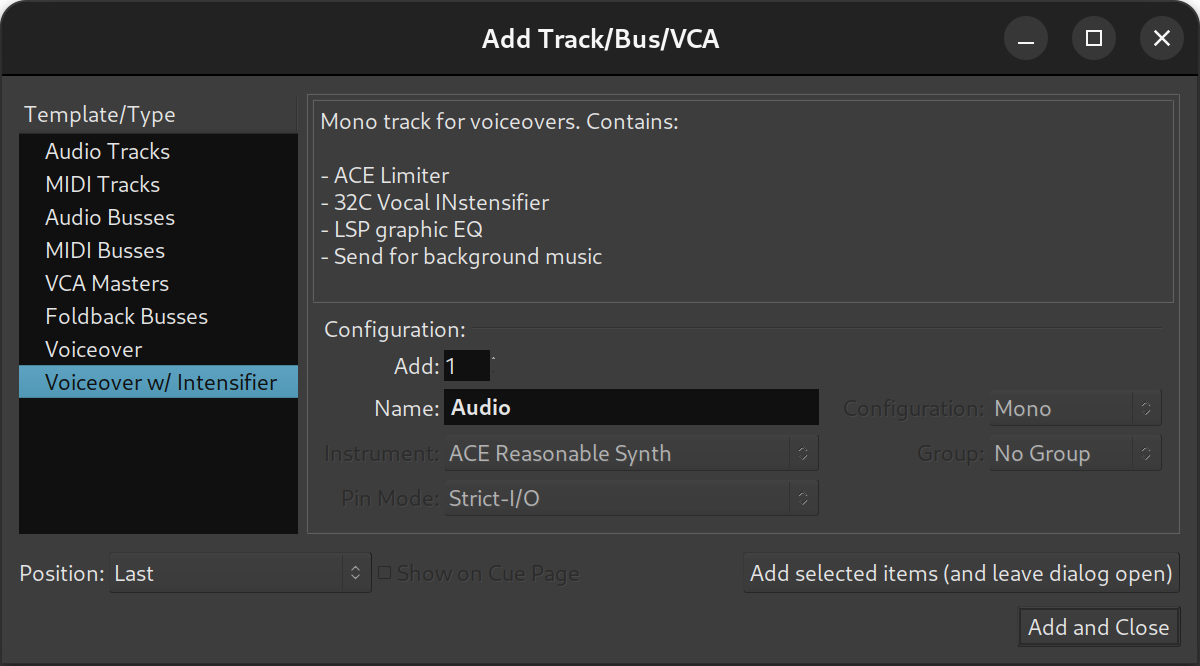 Add Track/Bus/VCA
Template/Type
Audio Tracks
MIDI Tracks
Audio Busses
MIDI Busses
VCA Masters
Foldback Busses
Voiceover
Voiceover w/ Intensifier
Mono track for voiceovers. Contains:
- ACE Limiter
- 32C Vocal INstensifier
- LSP graphic EQ
- Send for background music
Configuration:
Add: 1
Name: Audio
Configuration: Mono
Instrument: ACE Reasonable Synth
Group: No Group
Pin Mode: Strict-I/O
Position: Last
Show on Cue Page
Add selected items (and leave dialog open)
Add and Close